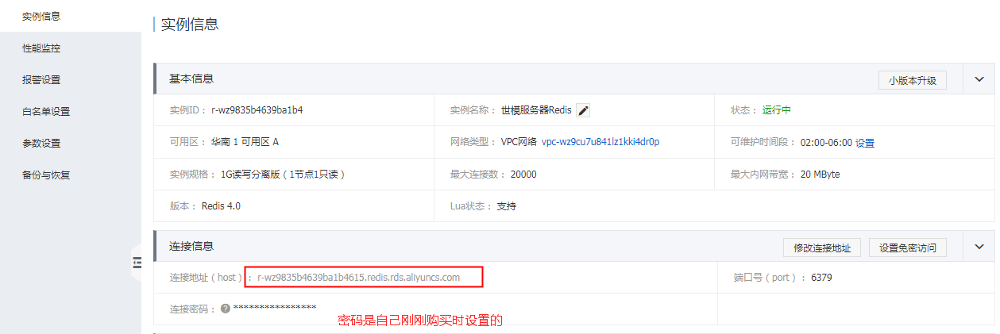 实例信息
性能监控
报警设置
白名单设置
参数设置
备份与恢复
实例信息
基本信息 小版本升级
实例ID： r-wz9835b4639ba1b4 实例名称： 世模服务器Redis 状态： 运行中
可用区： 华南 1 可用区 A 网络类型： VPC网络 vpc-wz9cu7u841lz1kki4dr0p 可维护时间段： 02:00-06:00 设置
实例规格： 1G读写分离版（1节点1只读） 最大连接数： 20000 最大内网带宽： 20 MByte
版本： Redis 4.0 Lua状态： 支持
连接信息 修改连接地址 设置免密访问
连接地址（host）： r-wz9835b4639ba1b4615.redis.rds.aliyuncs.com 端口号（port）： 6379
连接密码： ? ****************
密码是自己刚刚购买时设置的